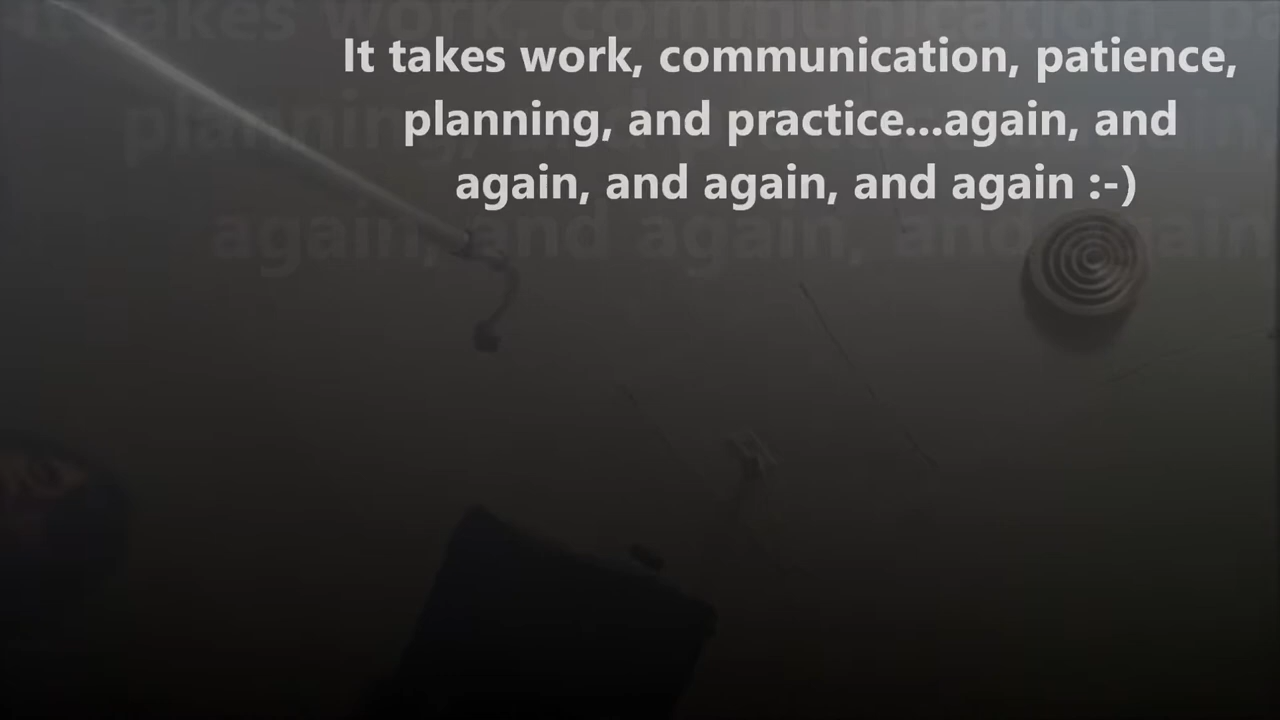 It takes work, communication, patience,
planning, and practice...again, and
again, and again, and again :-)